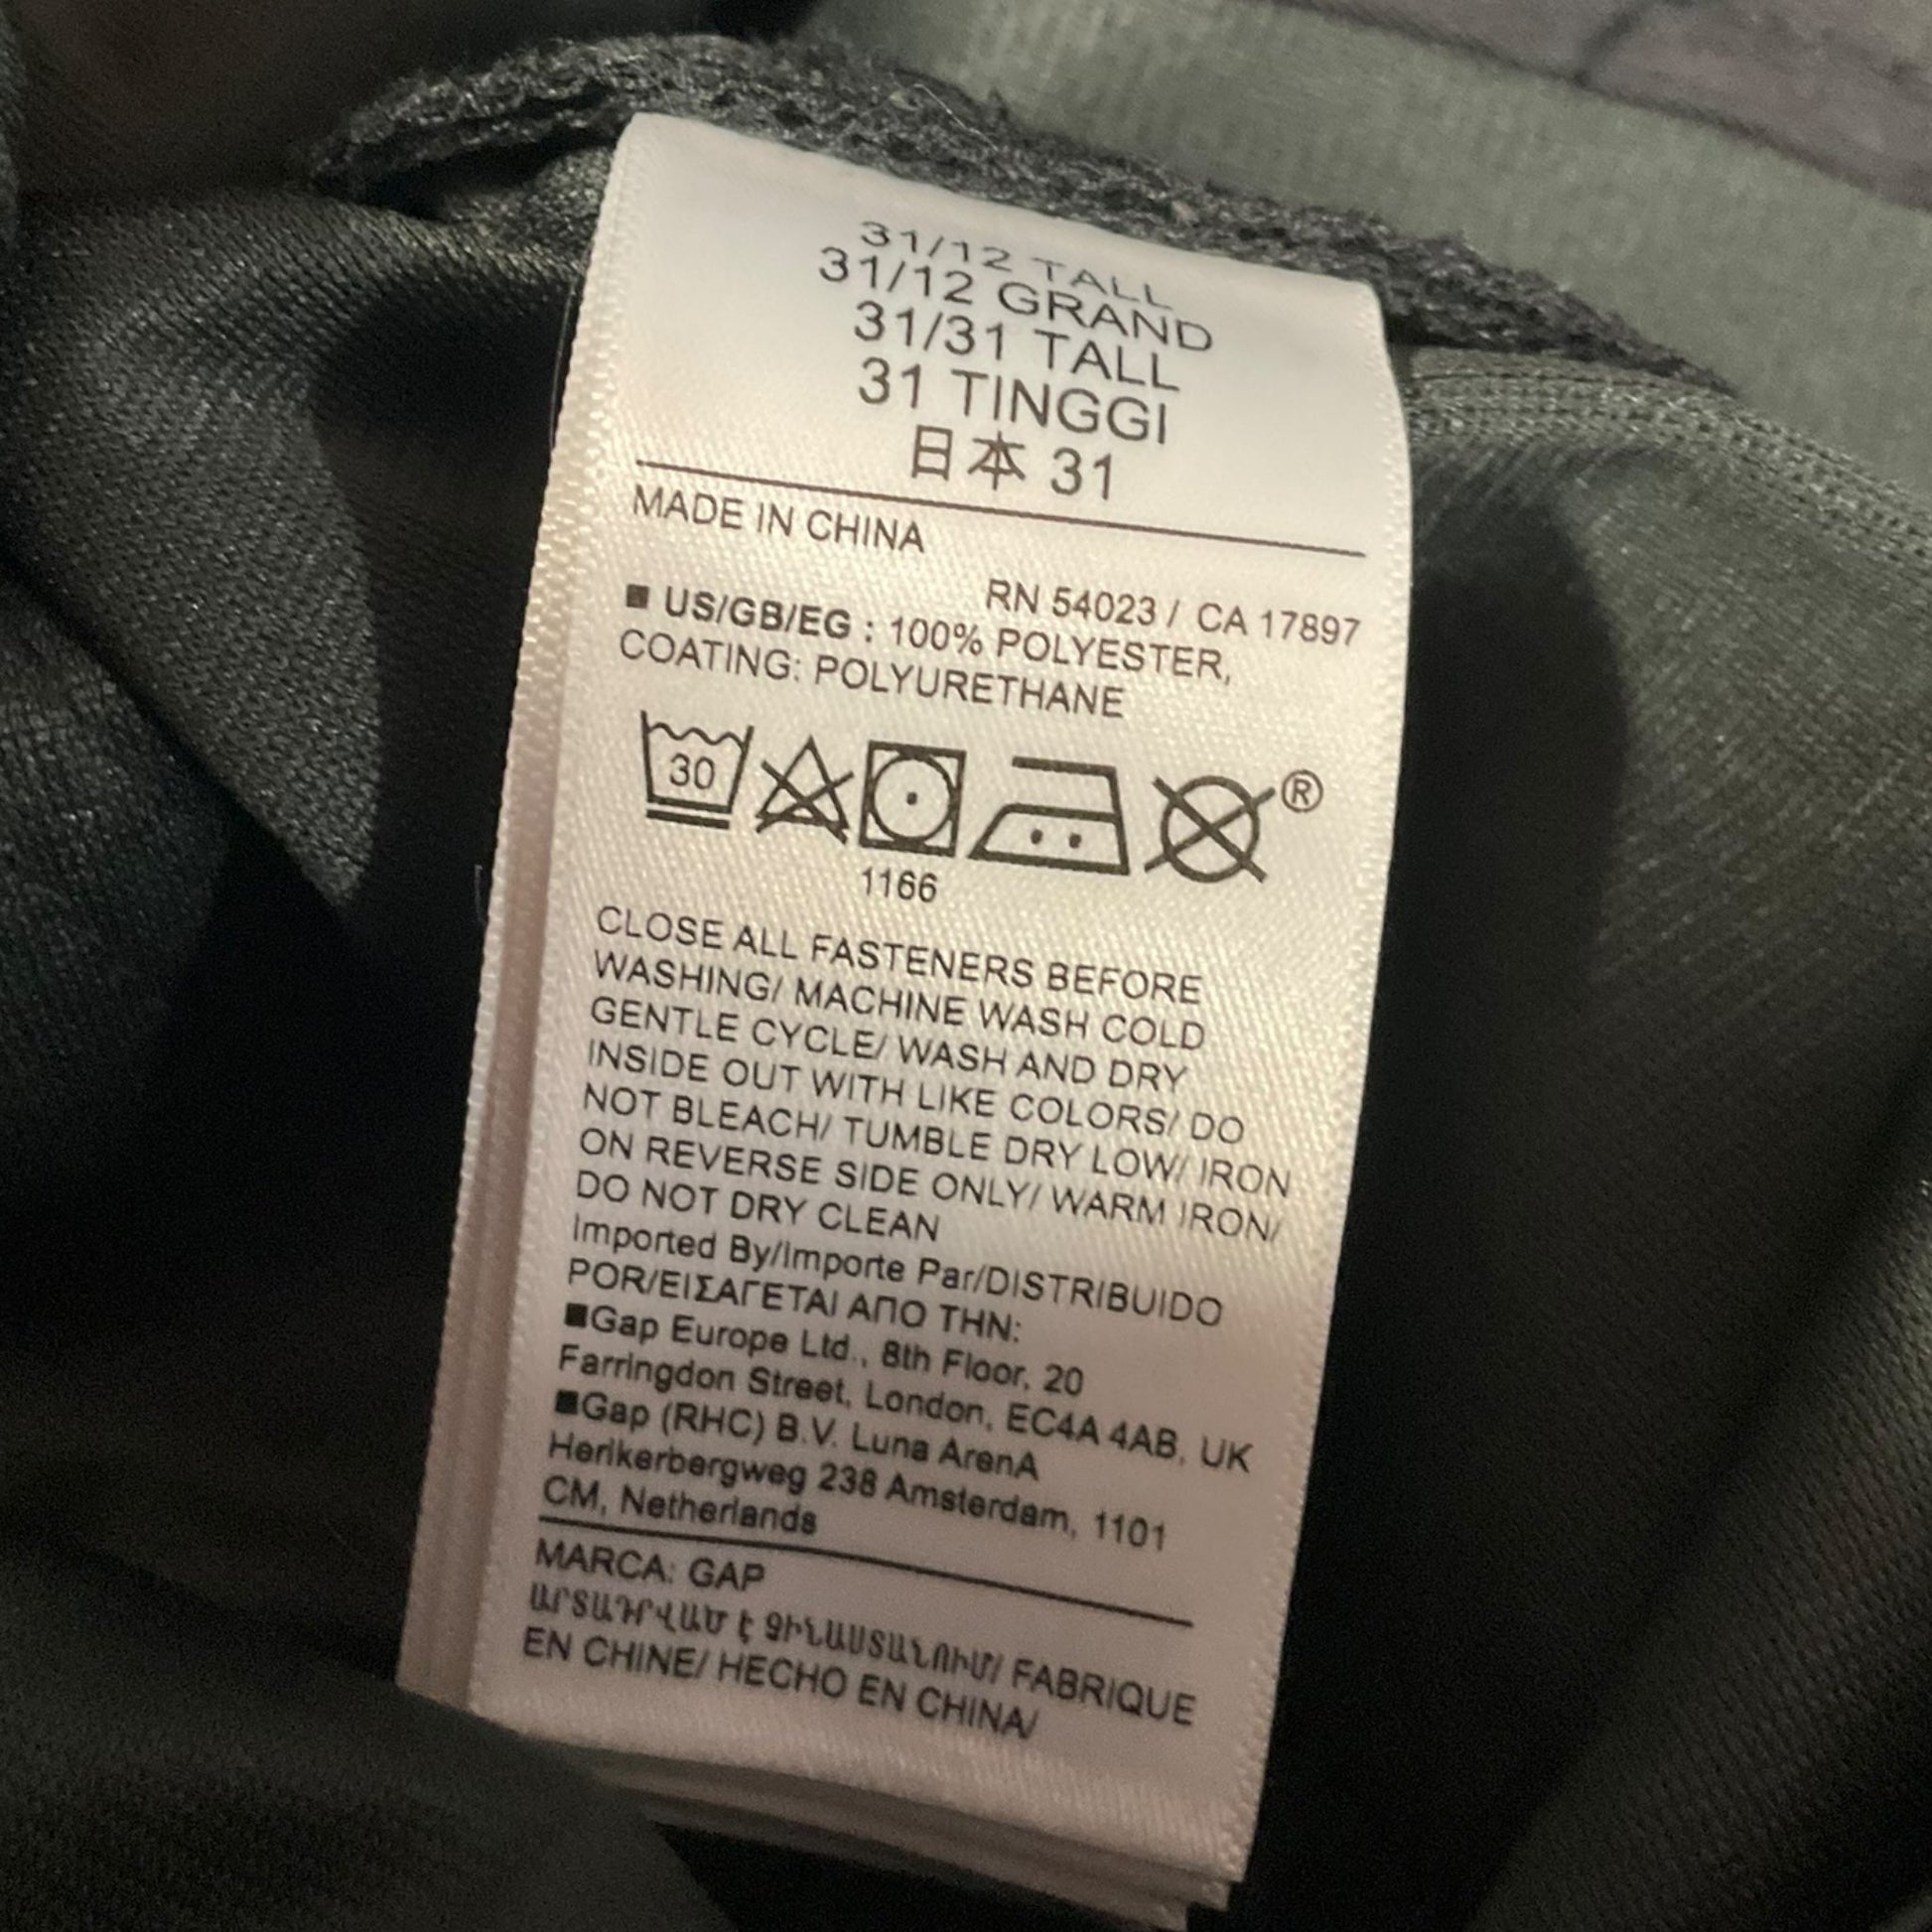 31/12 TALL
31/12 GRAND
31/31 TALL
31 TINGGI
日本 31
MADE IN CHINA
RN 54023 / CA 17897
■ US/GB/EG : 100% POLYESTER,
COATING: POLYURETHANE
30
®
1166
CLOSE ALL FASTENERS BEFORE
WASHING/ MACHINE WASH COLD
GENTLE CYCLE/ WASH AND DRY
INSIDE OUT WITH LIKE COLORS/ DO
NOT BLEACH/ TUMBLE DRY LOW/ IRON
ON REVERSE SIDE ONLY/ WARM IRON/
DO NOT DRY CLEAN
Imported By/Importe Par/DISTRIBUIDO
POR/ΕΙΣΑΓΕΤΑΙ ΑΠΟ ΤΗΝ:
■Gap Europe Ltd., 8th Floor, 20
Farringdon Street, London, EC4A 4AB, UK
■Gap (RHC) B.V. Luna ArenA
Herikerbergweg 238 Amsterdam, 1101
CM, Netherlands
MARCA: GAP
ԱՐՏԱԴՐՎԱԾ Է ՉԻՆԱՍՏԱՆՈՒՄ/ FABRIQUE
EN CHINE/ HECHO EN CHINA/